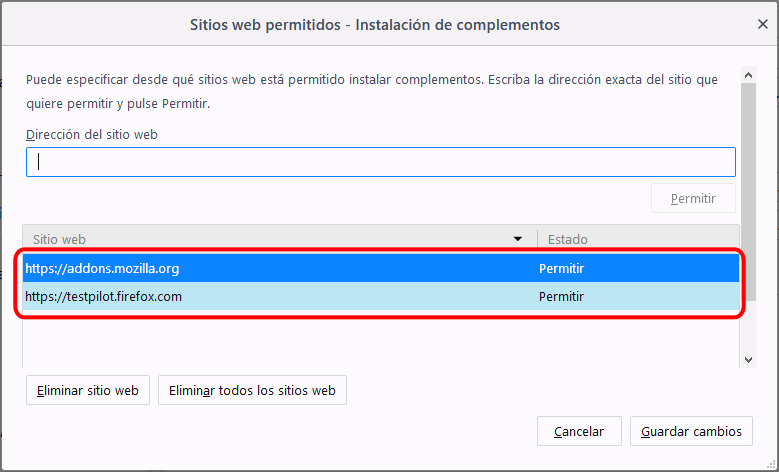 Sitios web permitidos - Instalación de complementos
Puede especificar desde qué sitios web está permitido instalar complementos. Escriba la dirección exacta del sitio que
quiere permitir y pulse Permitir.
Dirección del sitio web
Permitir
Sitio web Estado
https://addons.mozilla.org Permitir
https://testpilot.firefox.com Permitir
Eliminar sitio web Eliminar todos los sitios web
Cancelar Guardar cambios